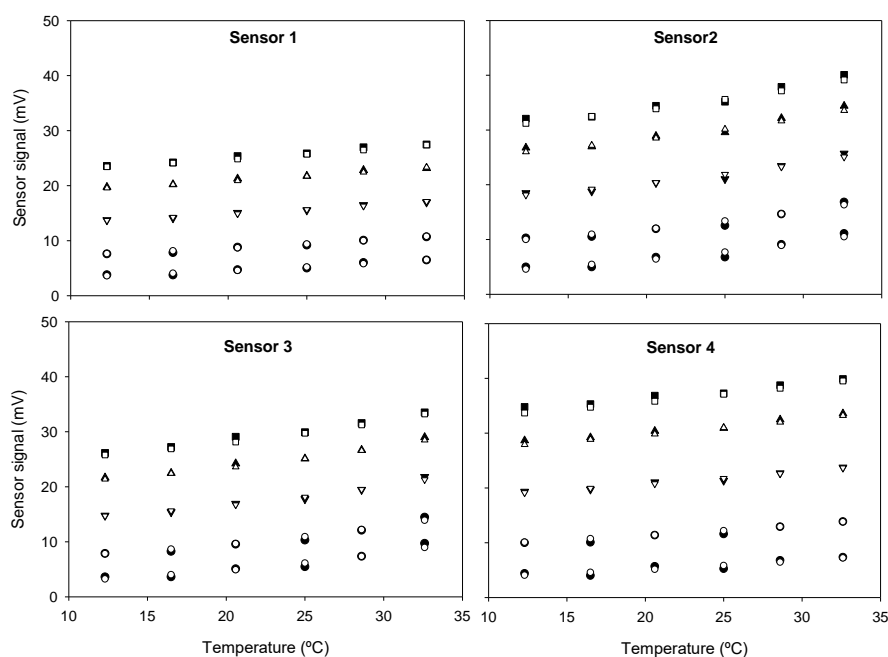 50
Sensor 1
Sensor2
40
30
20
10
0
Sensor signal (mV)
50
Sensor 3
Sensor 4
40
30
20
10
0
Sensor signal (mV)
10 15 20 25 30 35
10 15 20 25 30 35
Temperature (ºC)
Temperature (ºC)